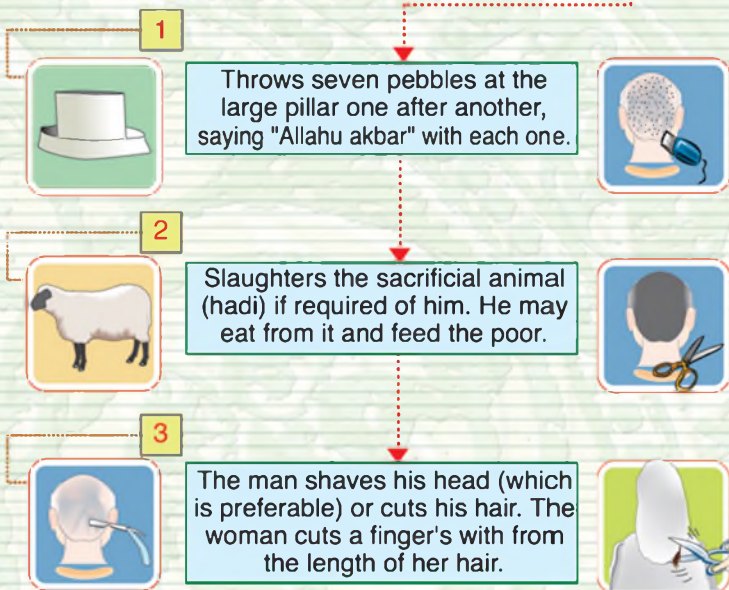 1
Throws seven pebbles at the
large pillar one after another,
saying "Allahu akbar" with each one.
2
Slaughters the sacrificial animal
(hadi) if required of him. He may
eat from it and feed the poor.
3
The man shaves his head (which
is preferable) or cuts his hair. The
woman cuts a finger's with from
the length of her hair.